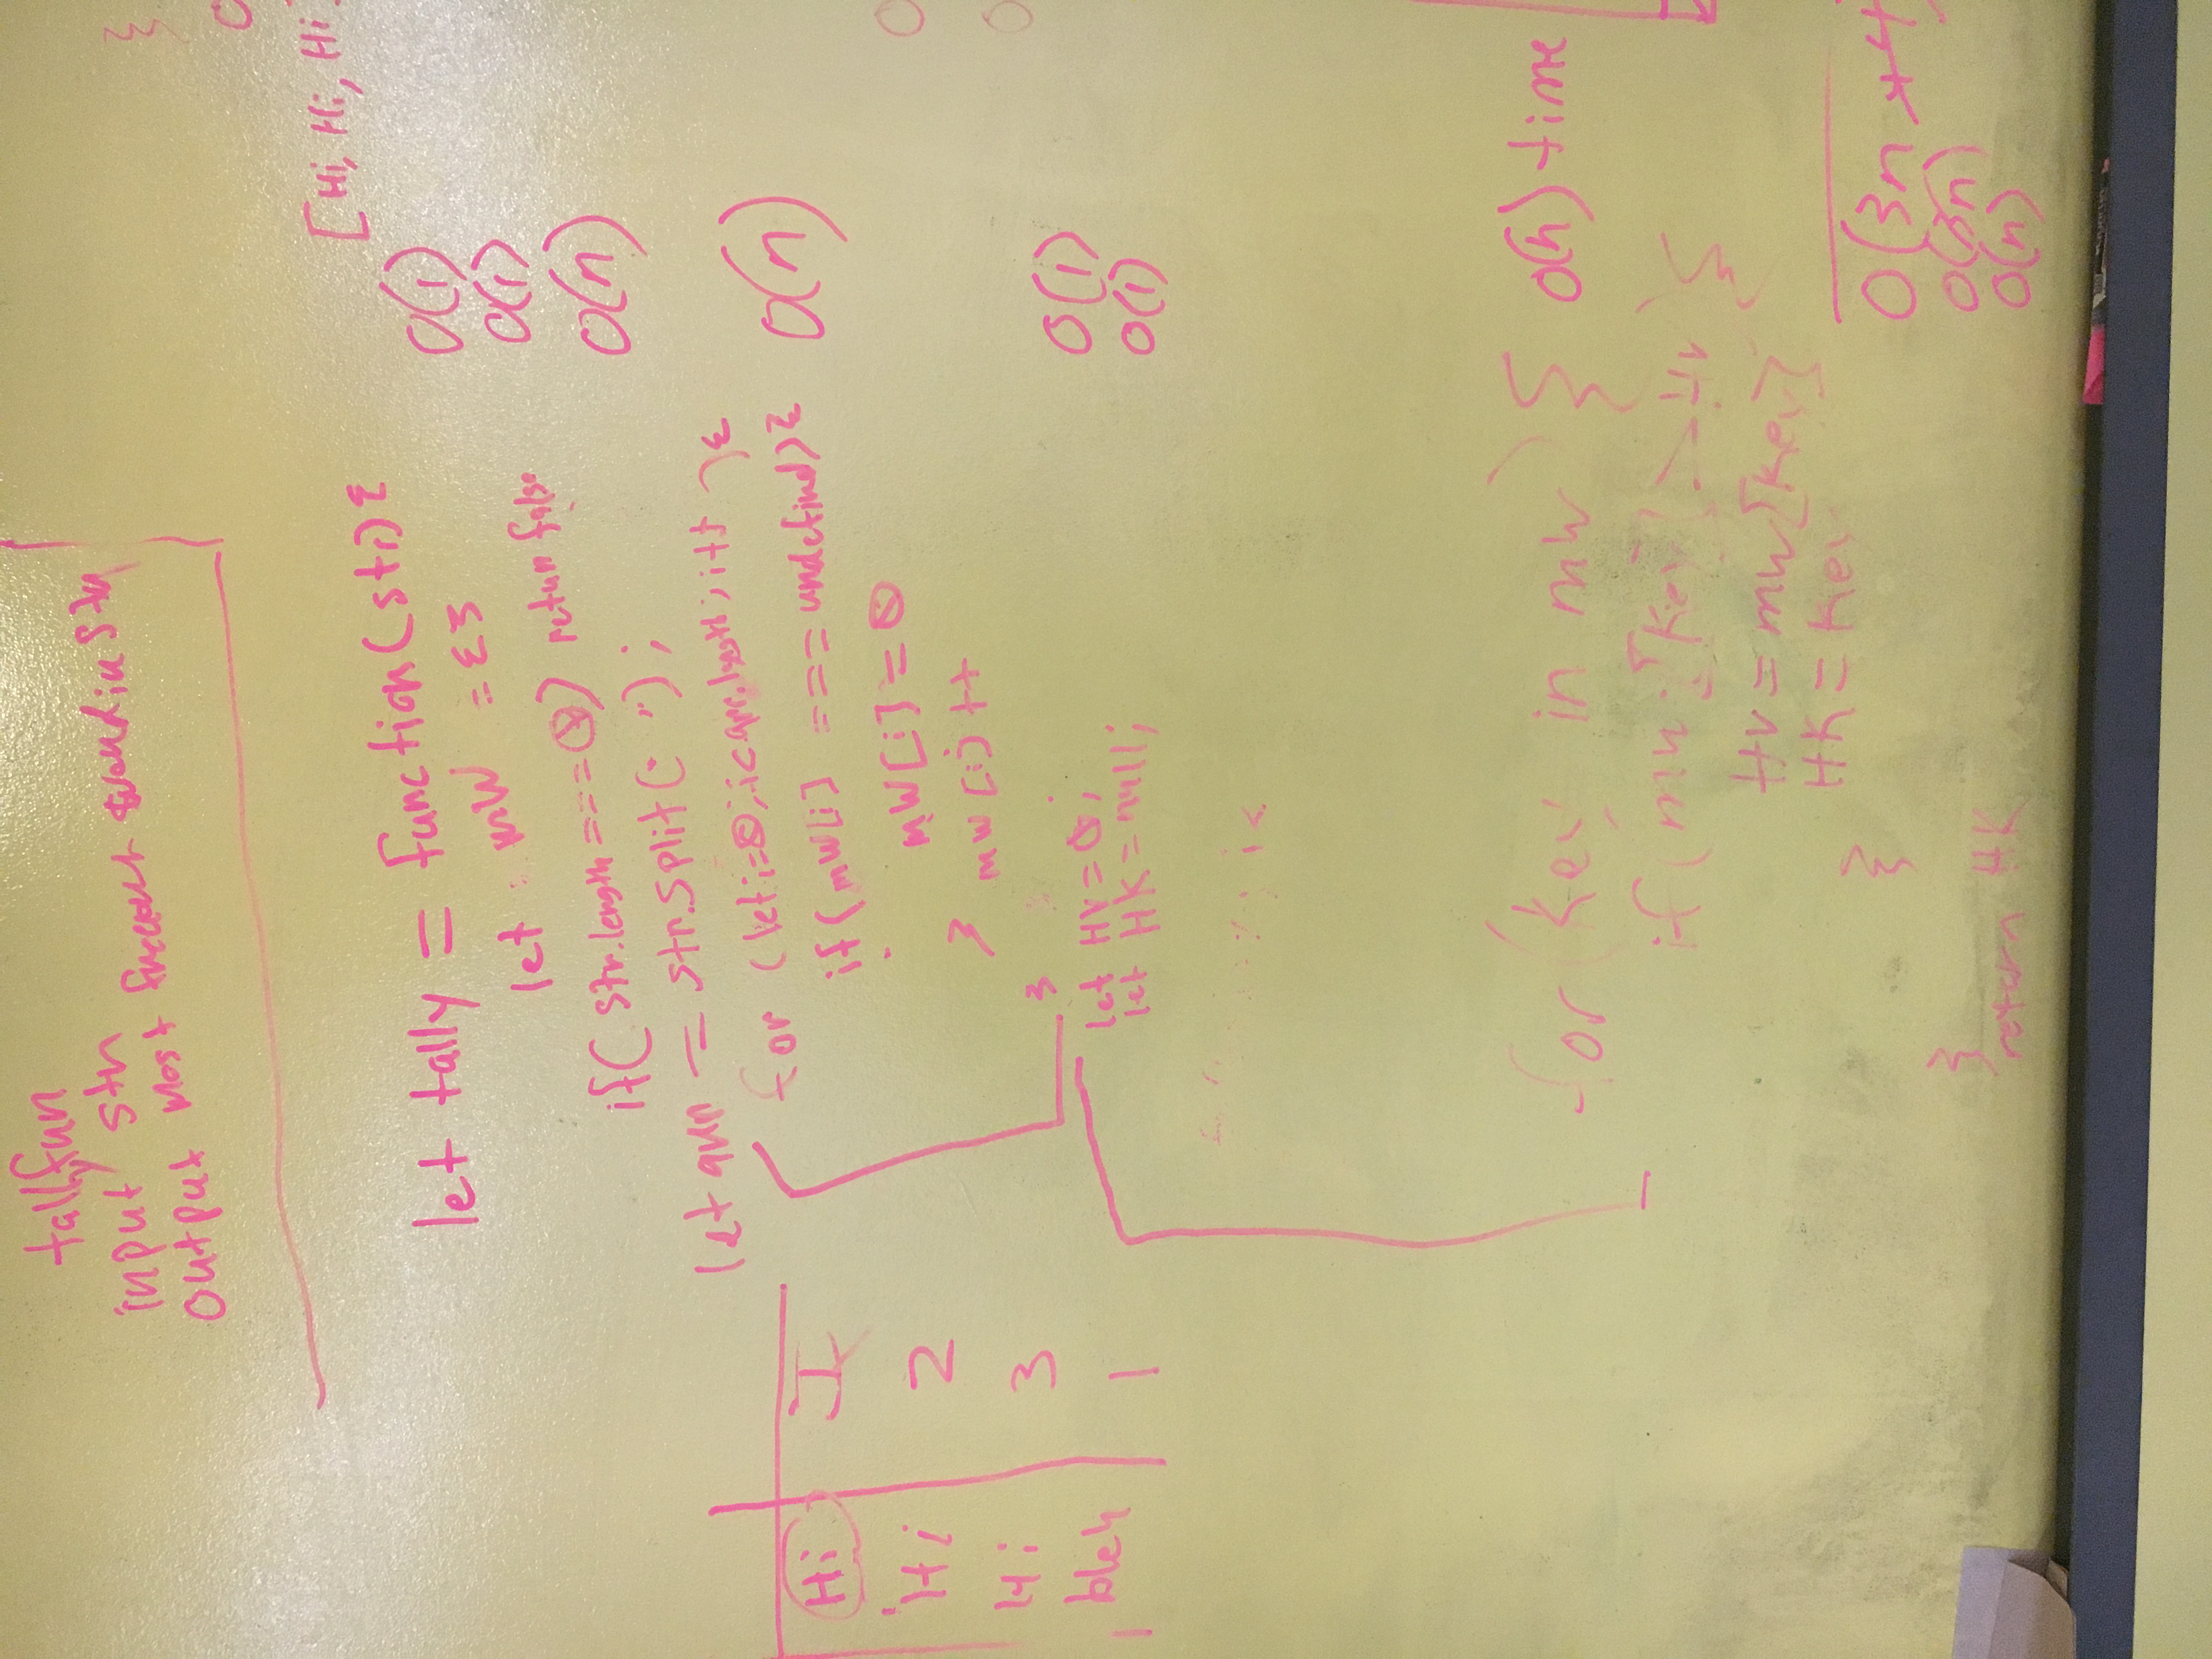 tallyfun
input str
output most frecount word in str
[Hi, Hi, Hi
let tally = function(str){ O(1)
let mW = {} O(1)
if( str.length === 0) return false O(n)
let arr = str.split(" ");
for (let i=0; i<arr.length; i++ ){ O(n)
if (mW[i] === undefind){
mW[i] = 0
} mW[i]++
}
let HV = 0; O(1)
let HK = null; O(1)
i <
Hi 1
Hi 2
Hi 3
bleh 1
for (key in mW) { O(n) time
if (mW[key] > HV) {
HV = mW[key]
HK = key
}
}
return HK
O(3n + 4
O(3n)
O(n)